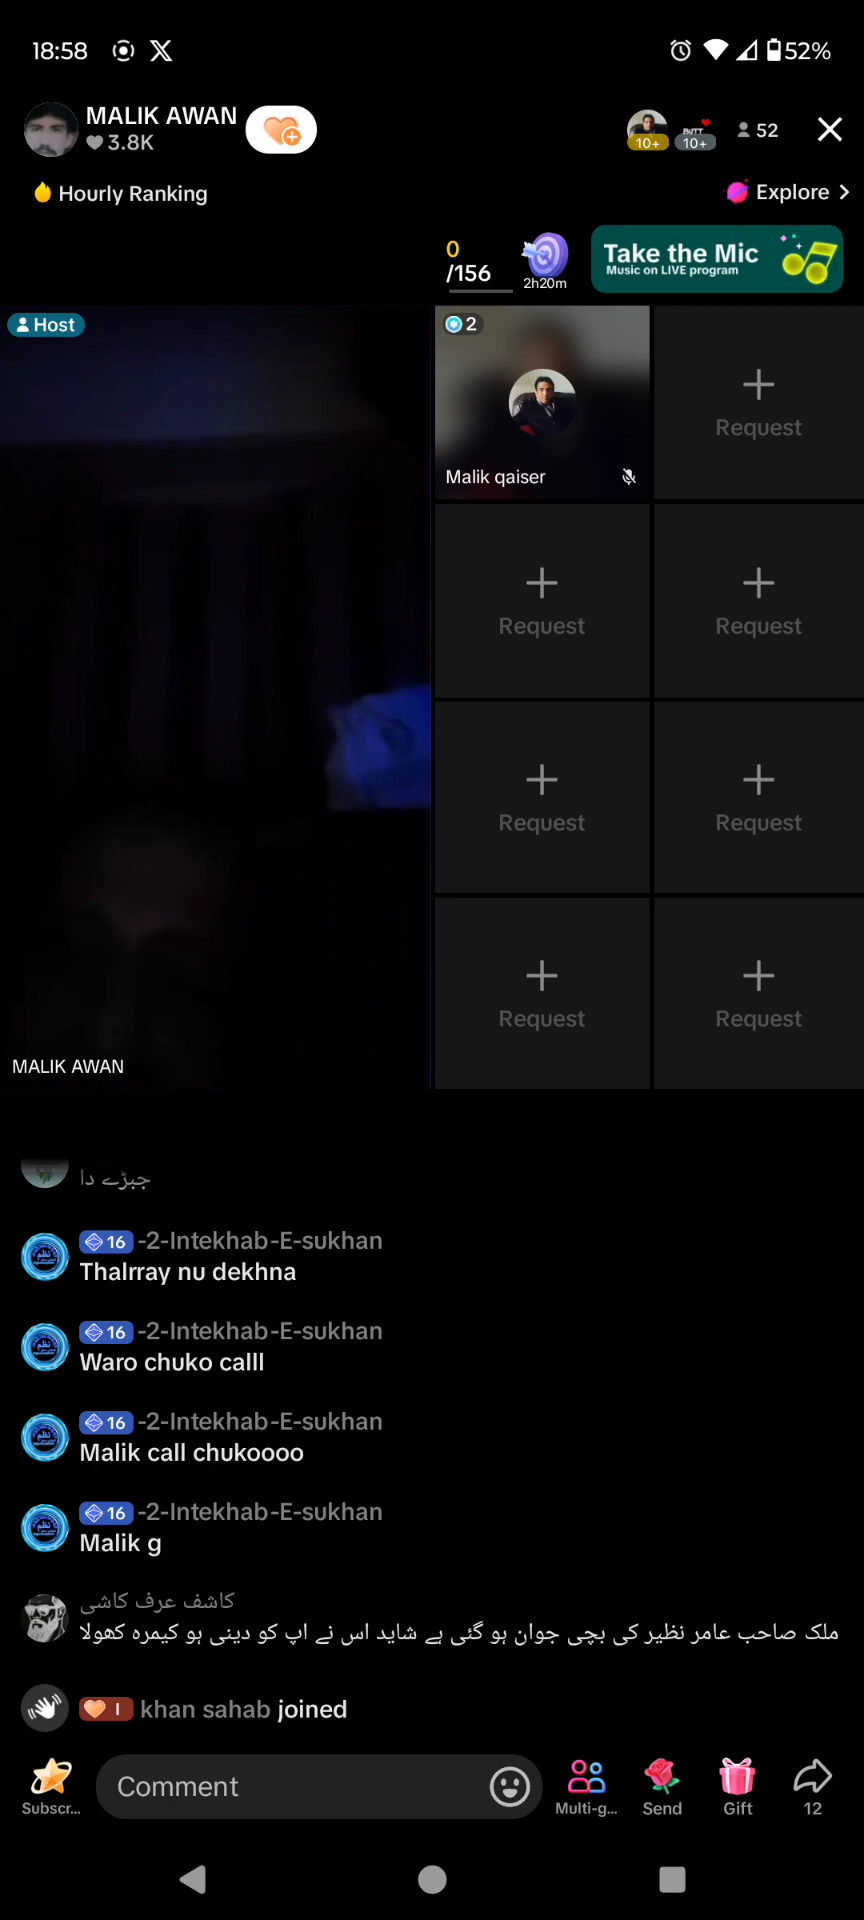 18:58
52%
MALIK AWAN
3.8K
10+
10+
52
Hourly Ranking
Explore
0
/156
2h20m
Take the Mic
Music on LIVE program
Host
2
Malik qaiser
Request
Request
Request
Request
Request
Request
Request
MALIK AWAN
جبڑے دا
16 -2-Intekhab-E-sukhan
Thalrray nu dekhna
16 -2-Intekhab-E-sukhan
Waro chuko calll
16 -2-Intekhab-E-sukhan
Malik call chukoooo
16 -2-Intekhab-E-sukhan
Malik g
کاشف عرف کاشی
ملک صاحب عامر نظیر کی بچی جوان ہو گئی ہے شاید اس نے اپ کو دینی ہو کیمرہ کھولا
I khan sahab joined
Comment
Subscr...
Multi-g...
Send
Gift
12